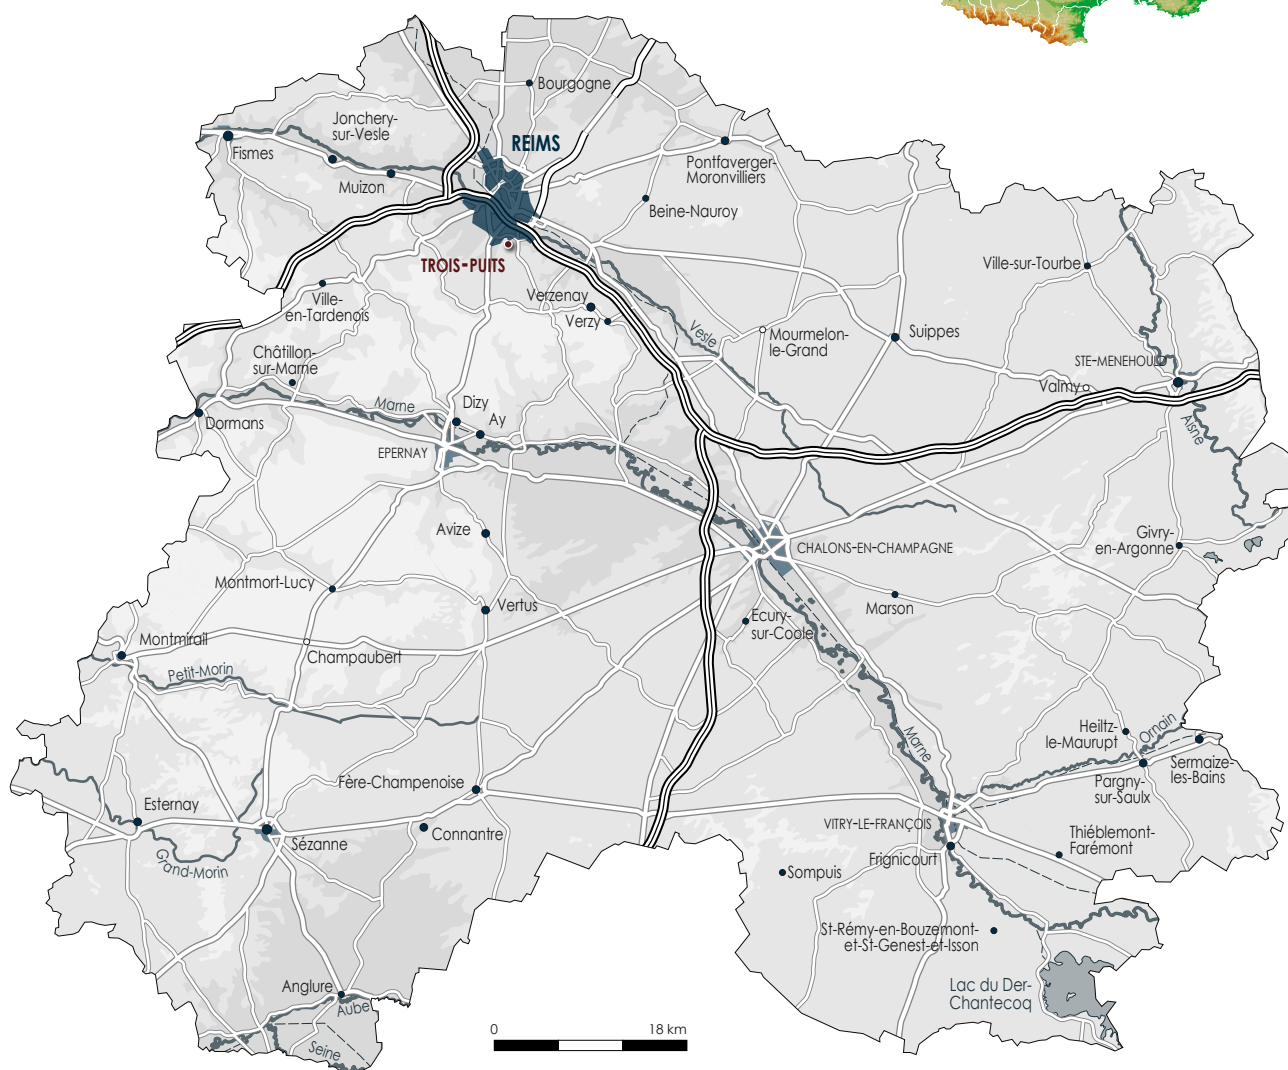 Bourgogne
Jonchery-
sur-Vesle
REIMS
Fismes
Pontfaverger-
Moronvilliers
Muizon
Beine-Nauroy
TROIS-PUITS
Ville-sur-Tourbe
Ville-
en-Tardenois
Verzenay
Verzy
Vesle
Mourmelon-
le-Grand
Suippes
Châtillon-
sur-Marne
STE-MENEHOULD
Valmy
Marne
Dizy
Ay
Dormans
Aisne
EPERNAY
Avize
CHALONS-EN-CHAMPAGNE
Givry-
en-Argonne
Montmort-Lucy
Vertus
Marson
Ecury-
sur-Coole
Montmirail
Champaubert
Petit-Morin
Marne
Heiltz-
le-Maurupt
Ornain
Sermaize-
les-Bains
Pargny-
sur-Saulx
Fère-Champenoise
Esternay
Connantre
Sézanne
Grand-Morin
VITRY-LE-FRANÇOIS
Thiéblemont-
Farémont
Frignicourt
Sompuis
St-Rémy-en-Bouzemont-
et-St-Genest-et-Isson
Anglure
Aube
Lac du Der-
Chantecoq
Seine
0 18 km